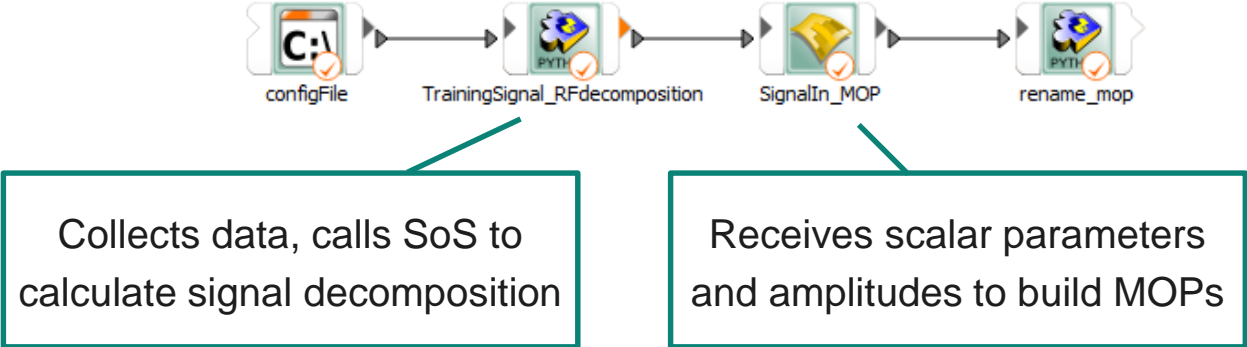 C:\
PYTH
PYTH
configFile
TrainingSignal_RFdecomposition
SignalIn_MOP
rename_mop
Collects data, calls SoS to
calculate signal decomposition
Receives scalar parameters
and amplitudes to build MOPs